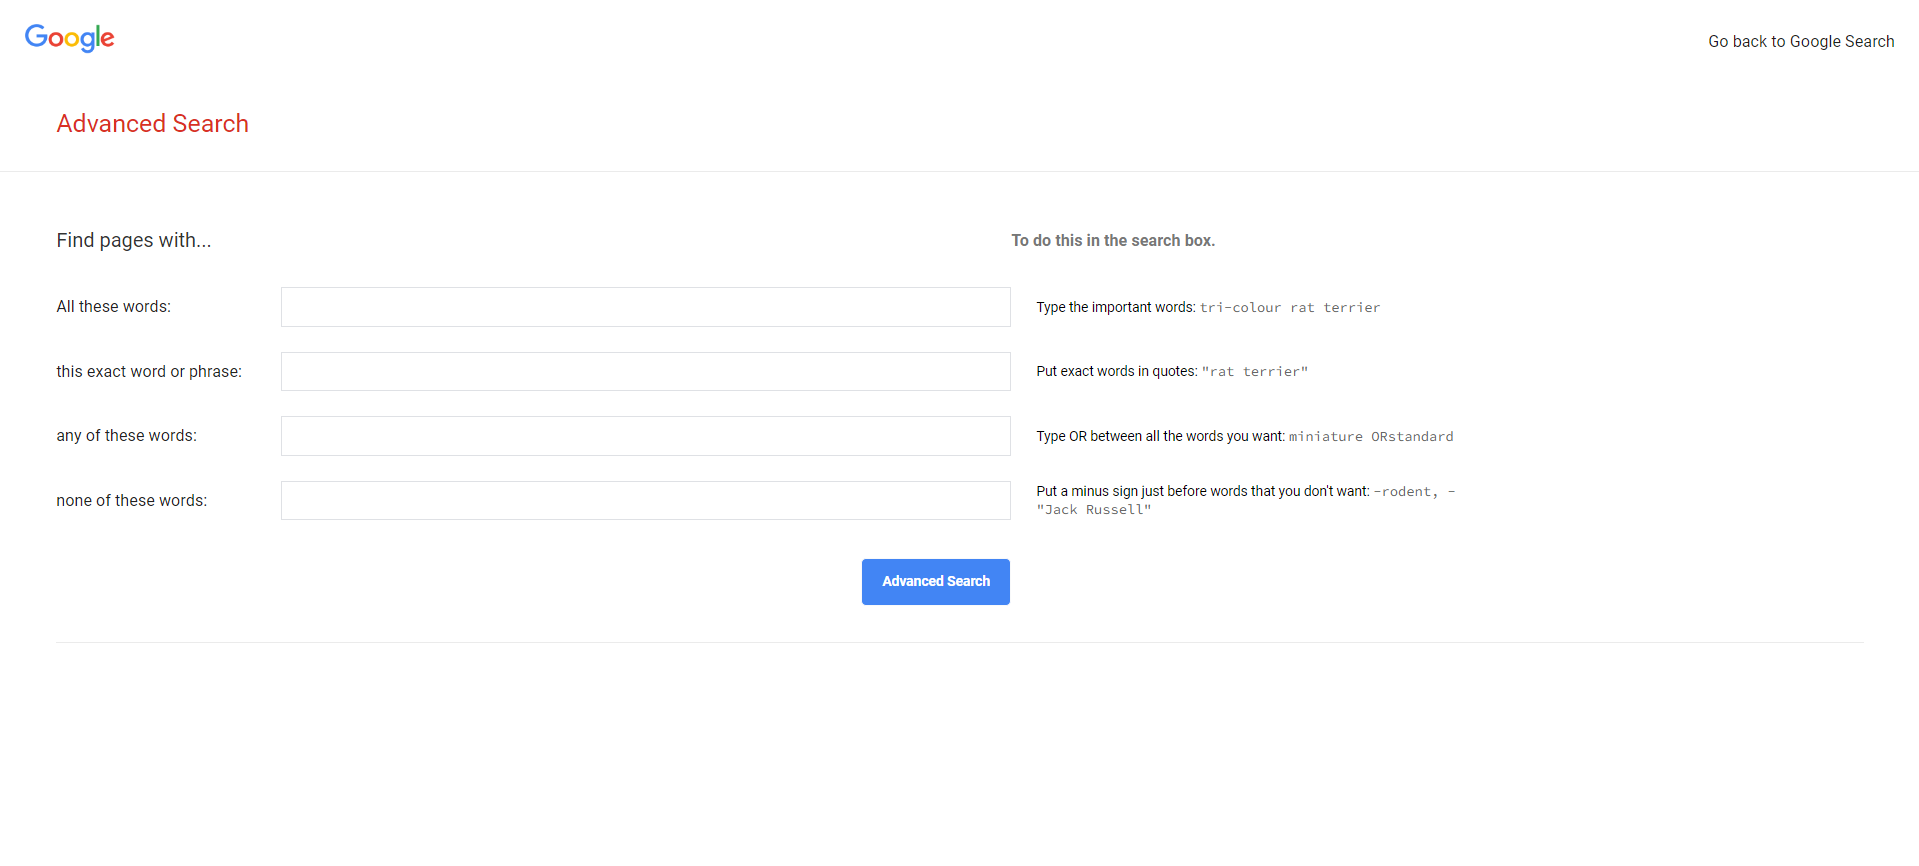 Google
Go back to Google Search
Advanced Search
Find pages with...
To do this in the search box.
All these words:
Type the important words: tri-colour rat terrier
this exact word or phrase:
Put exact words in quotes: "rat terrier"
any of these words:
Type OR between all the words you want: miniature ORstandard
none of these words:
Put a minus sign just before words that you don't want: -rodent, -
"Jack Russell"
Advanced Search